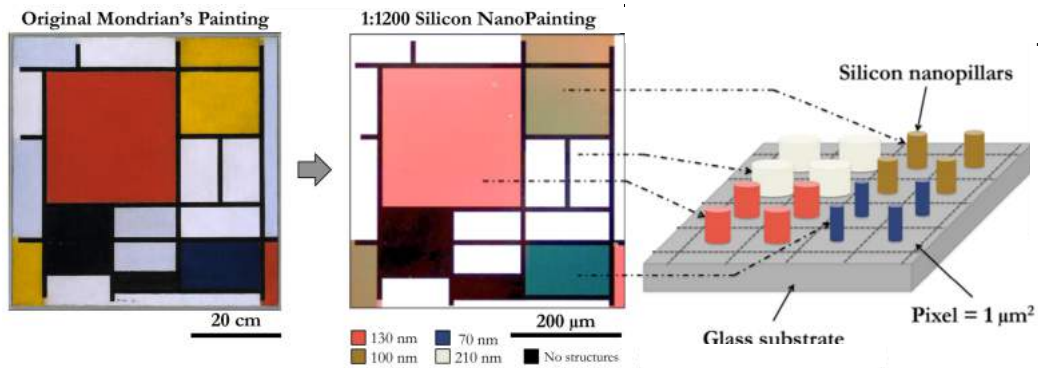 Original Mondrian's Painting
1:1200 Silicon NanoPainting
Silicon nanopillars
20 cm
200 µm
130 nm
70 nm
100 nm
210 nm
No structures
Pixel = 1 µm²
Glass substrate